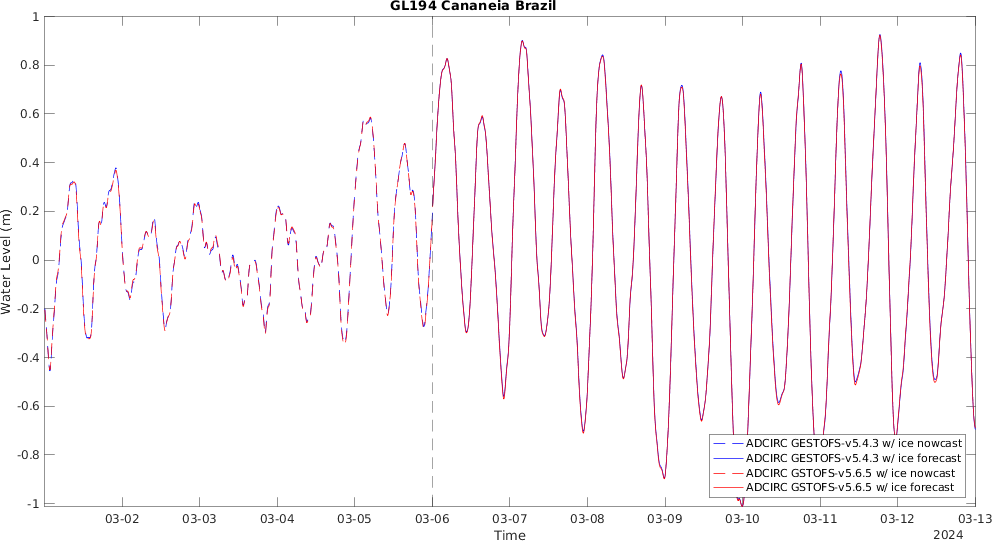 GL194 Cananeia Brazil
1
0.8
0.6
0.4
0.2
0
-0.2
-0.4
-0.6
-0.8
-1
Water Level (m)
ADCIRC GESTOFS-v5.4.3 w/ ice nowcast
ADCIRC GESTOFS-v5.4.3 w/ ice forecast
ADCIRC GSTOFS-v5.6.5 w/ ice nowcast
ADCIRC GSTOFS-v5.6.5 w/ ice forecast
03-02 03-03 03-04 03-05 03-06 03-07 03-08 03-09 03-10 03-11 03-12 03-13
Time
2024